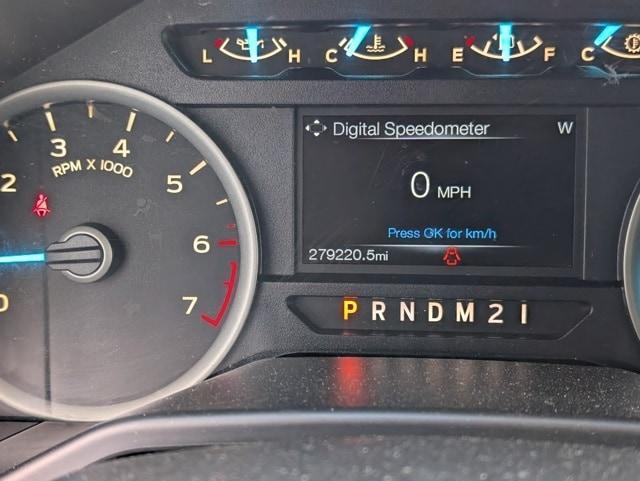 L H C H E F C
Digital Speedometer W
0 MPH
Press OK for km/h
279220.5mi
P R N D M 2 1
0 2 3 4 5 6 7
RPM X 1000